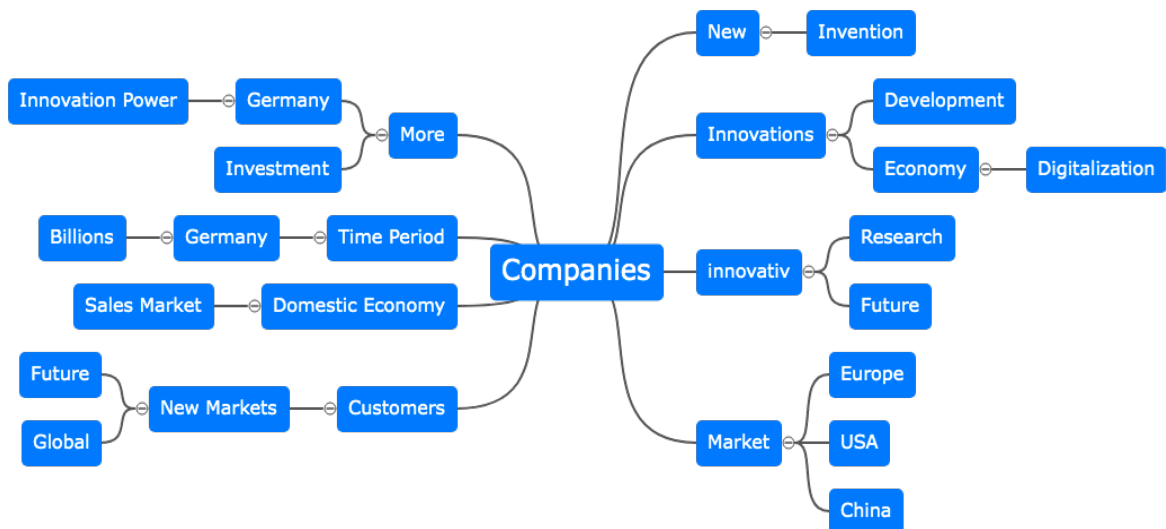 New
Invention
Innovation Power
Germany
Development
More
Innovations
Investment
Economy
Digitalization
Billions
Germany
Time Period
Research
Companies
innovativ
Sales Market
Domestic Economy
Future
Future
Europe
New Markets
Customers
Global
Market
USA
China